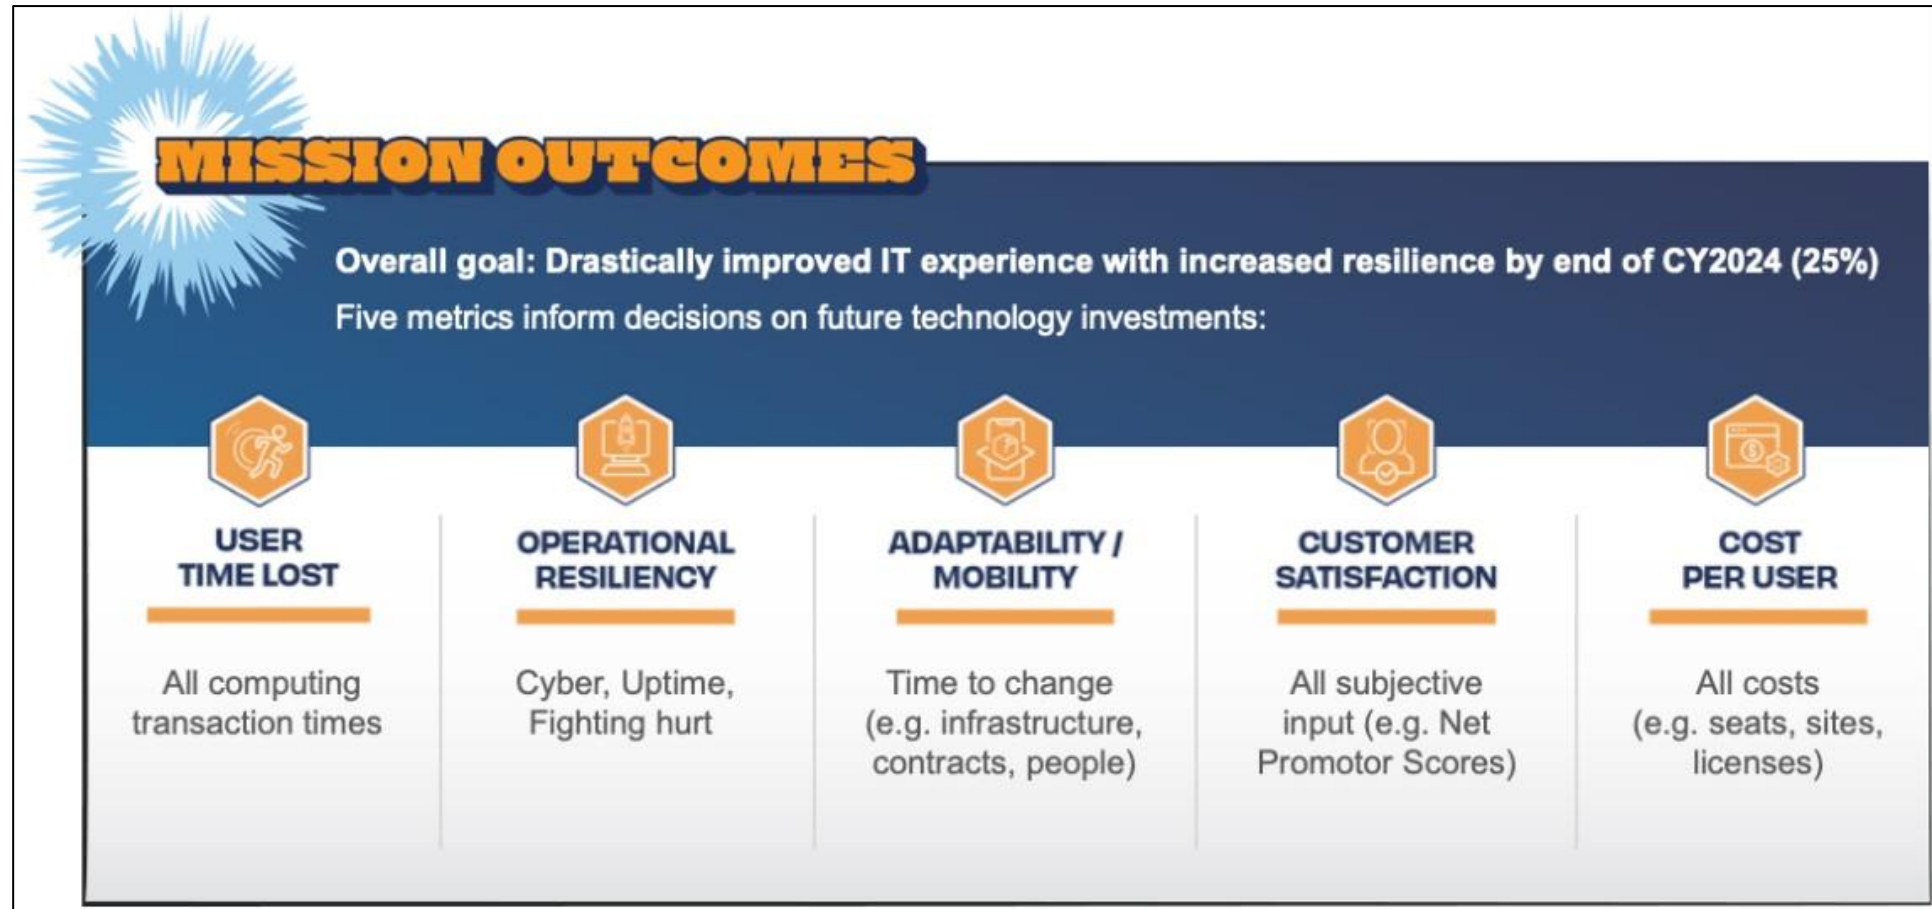 MISSION OUTCOMES
Overall goal: Drastically improved IT experience with increased resilience by end of CY2024 (25%)
Five metrics inform decisions on future technology investments:
USER
TIME LOST
All computing
transaction times
OPERATIONAL
RESILIENCY
Cyber, Uptime,
Fighting hurt
ADAPTABILITY /
MOBILITY
Time to change
(e.g. infrastructure,
contracts, people)
CUSTOMER
SATISFACTION
All subjective
input (e.g. Net
Promotor Scores)
COST
PER USER
All costs
(e.g. seats, sites,
licenses)